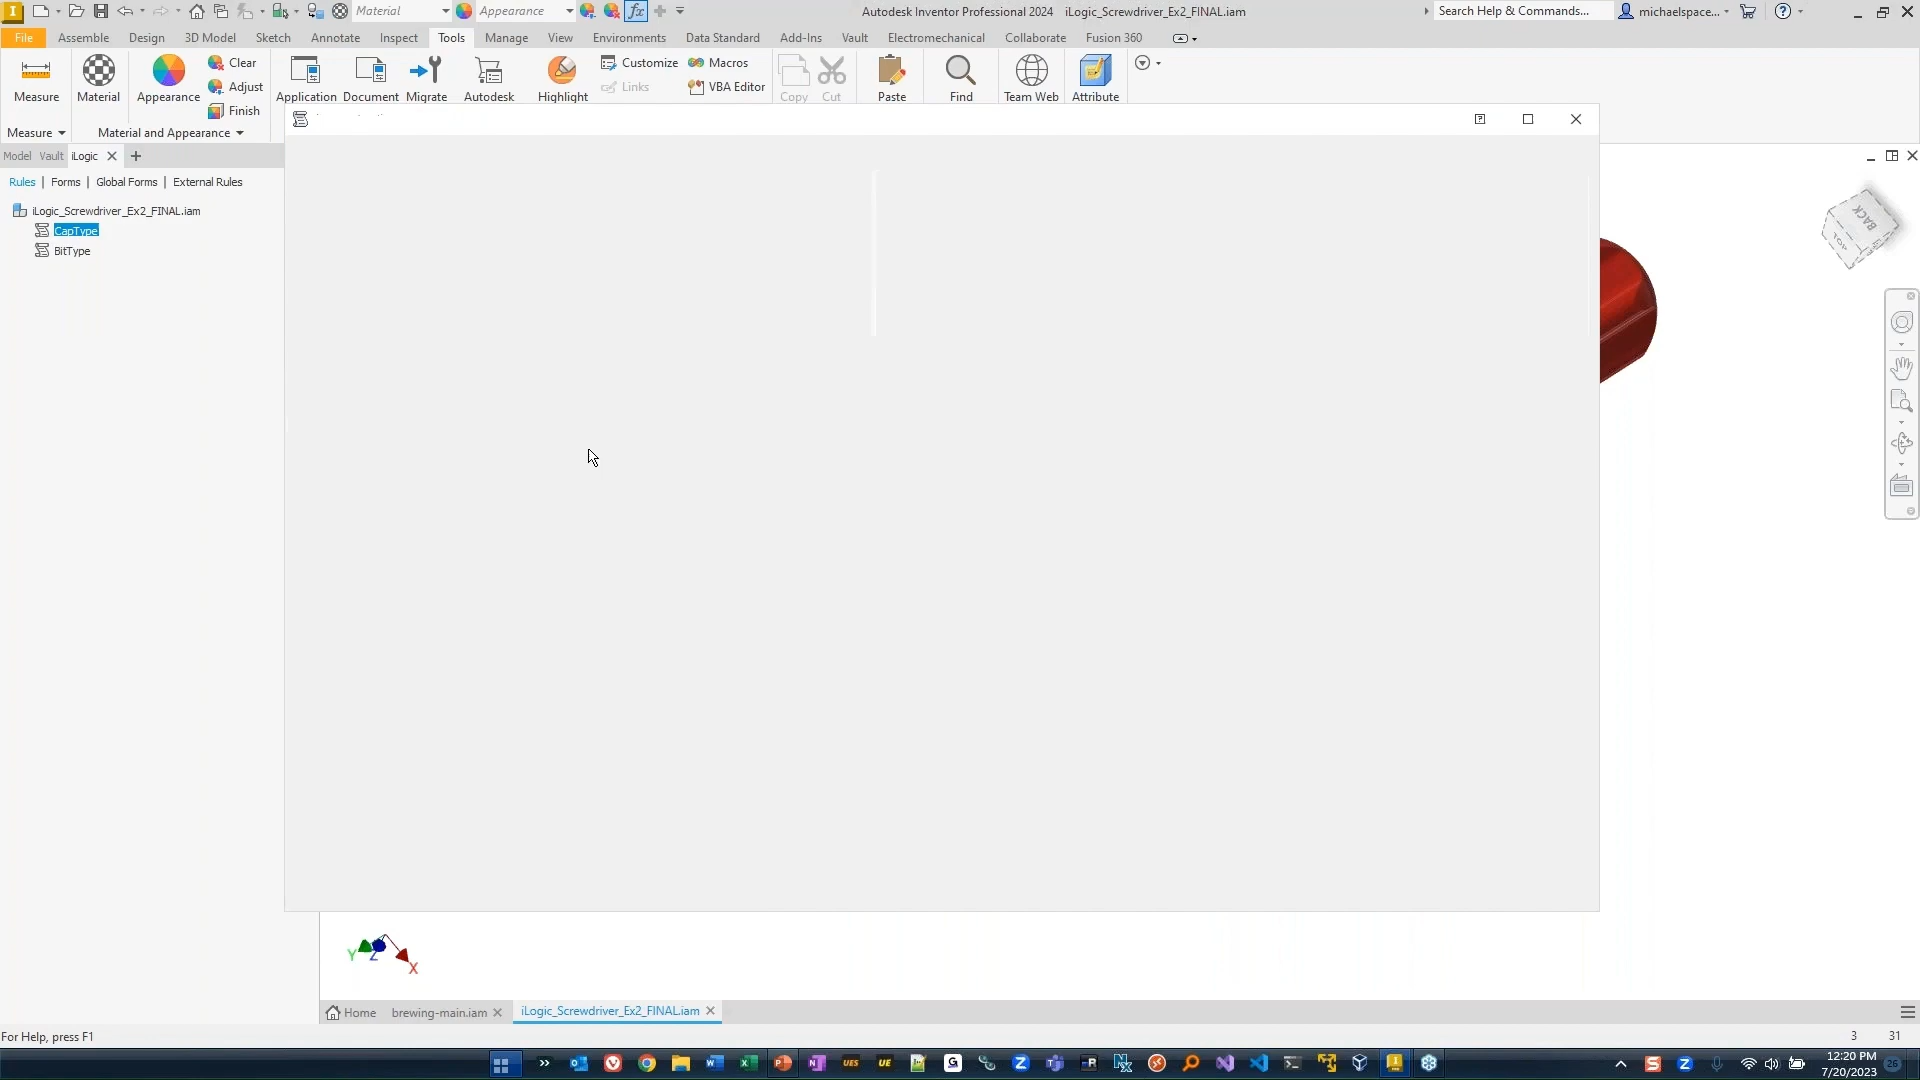 Material
Appearance
Autodesk Inventor Professional 2024 iLogic_Screwdriver_Ex2_FINAL.iam
Search Help & Commands...
michaelspace...
File Assemble Design 3D Model Sketch Annotate Inspect Tools Manage View Environments Data Standard Add-Ins Vault Electromechanical Collaborate Fusion 360
Measure
Material
Appearance
Clear
Adjust
Finish
Application
Document
Migrate
Autodesk
Highlight
Customize
Links
Macros
VBA Editor
Copy
Cut
Paste
Find
Team Web
Attribute
Measure
Material and Appearance
Model Vault iLogic
Rules | Forms | Global Forms | External Rules
iLogic_Screwdriver_Ex2_FINAL.iam
CapType
BitType
BACK
TOP
Y Z X
Home brewing-main.iam iLogic_Screwdriver_Ex2_FINAL.iam
For Help, press F1
3 31
12:20 PM
7/20/2023